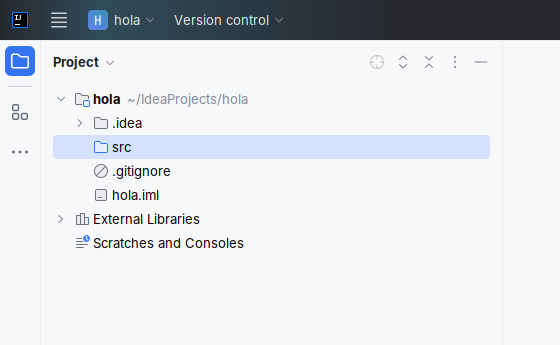 IJ
H hola Version control
Project
hola ~/IdeaProjects/hola
.idea
src
.gitignore
hola.iml
External Libraries
Scratches and Consoles